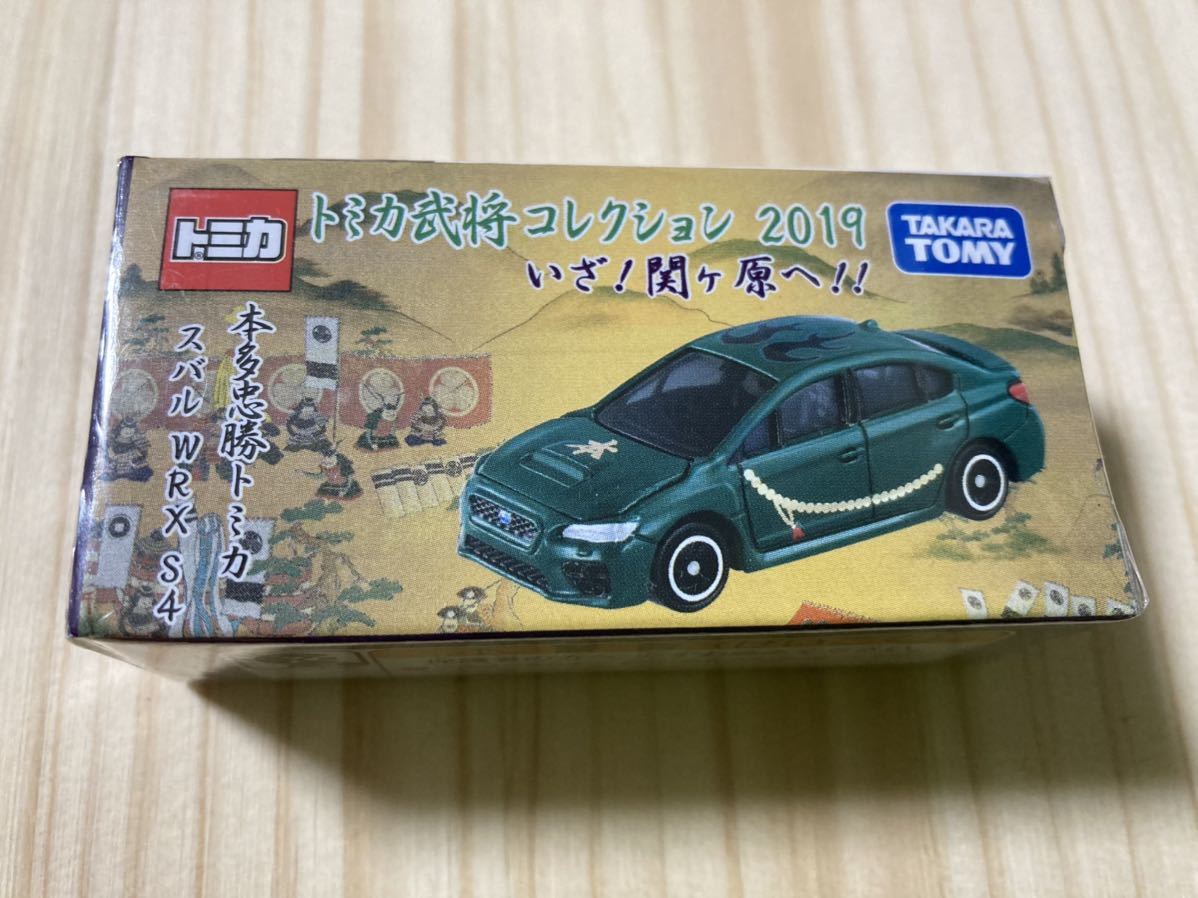 トミカ
トミカ武将コレクション 2019
いざ!関ヶ原へ!!
TAKARA
TOMY
本多忠勝トミカ
スバル WRX S4
本